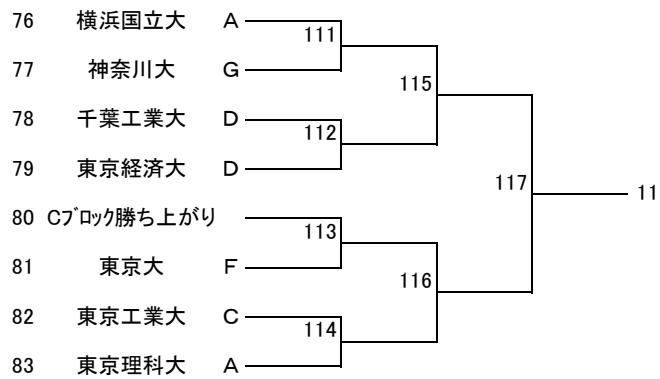 76 横浜国立大 A
111
77 神奈川大 G
115
78 千葉工業大 D
112
79 東京経済大 D
117
11
80 Cブロック勝ち上がり
113
81 東京大 F
116
82 東京工業大 C
114
83 東京理科大 A